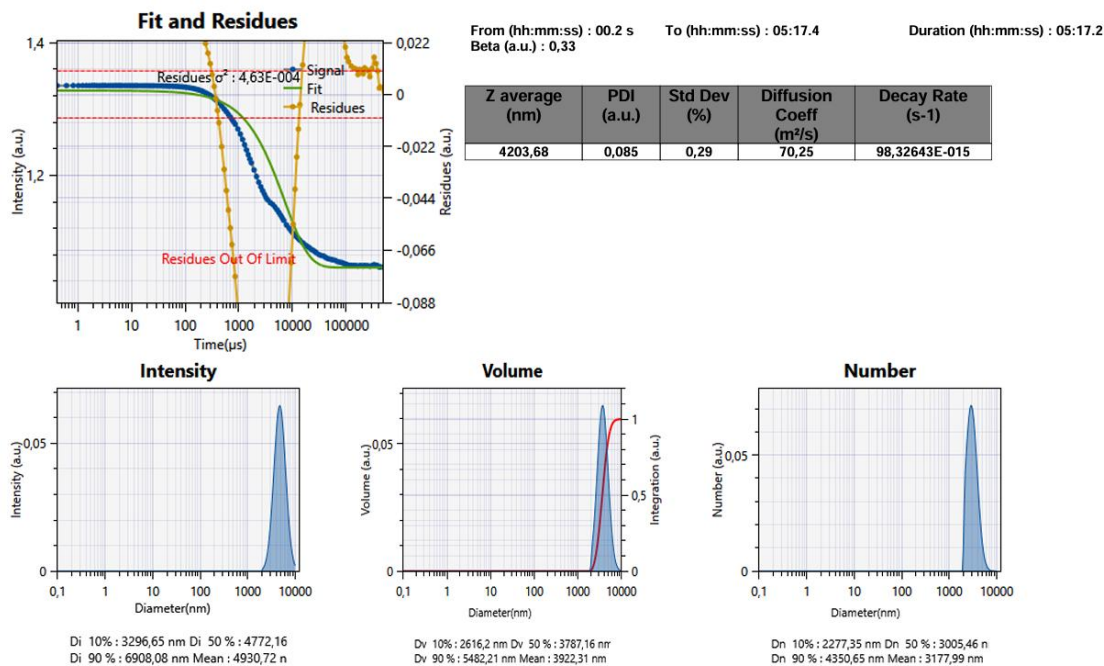 Fit and Residues
From (hh:mm:ss) : 00.2 s To (hh:mm:ss) : 05:17.4 Duration (hh:mm:ss) : 05:17.2
Beta (a.u.) : 0,33
Z average (nm) PDI (a.u.) Std Dev (%) Diffusion Coeff (m²/s) Decay Rate (s-1)
4203,68 0,085 0,29 70,25 98,32643E-015
Intensity (a.u.)
1,4
1,2
Residues σ² : 4,63E-004
Signal
Fit
Residues
Residues Out Of Limit
0,022
0
-0,022
-0,044
-0,066
-0,088
Residues (a.u.)
1 10 100 1000 10000 100000
Time(µs)
Intensity
Intensity (a.u.)
0,05
0
0,1 1 10 100 1000 10000
Diameter(nm)
Di 10% : 3296,65 nm Di 50 % : 4772,16
Di 90 % : 6908,08 nm Mean : 4930,72 n
Volume
Volume (a.u.)
0,05
0
1
0,5
0
Integration (a.u.)
0,1 1 10 100 1000 10000
Diameter(nm)
Dv 10% : 2616,2 nm Dv 50 % : 3787,16 nm
Dv 90 % : 5482,21 nm Mean : 3922,31 nm
Number
Number (a.u.)
0,05
0
0,1 1 10 100 1000 10000
Diameter(nm)
Dn 10% : 2277,35 nm Dn 50 % : 3005,46 n
Dn 90 % : 4350,65 nm Mean : 3177,99 nm